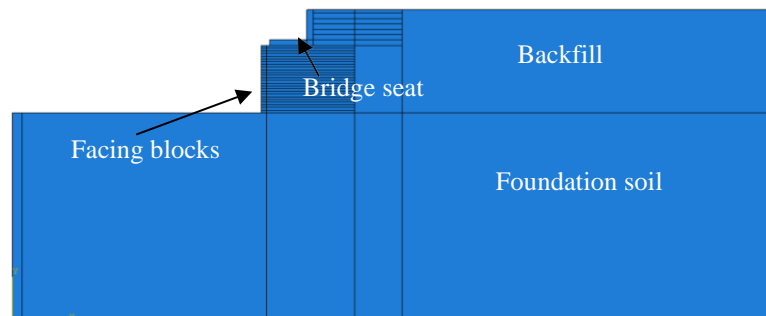 Backfill
Bridge seat
Facing blocks
Foundation soil
Y